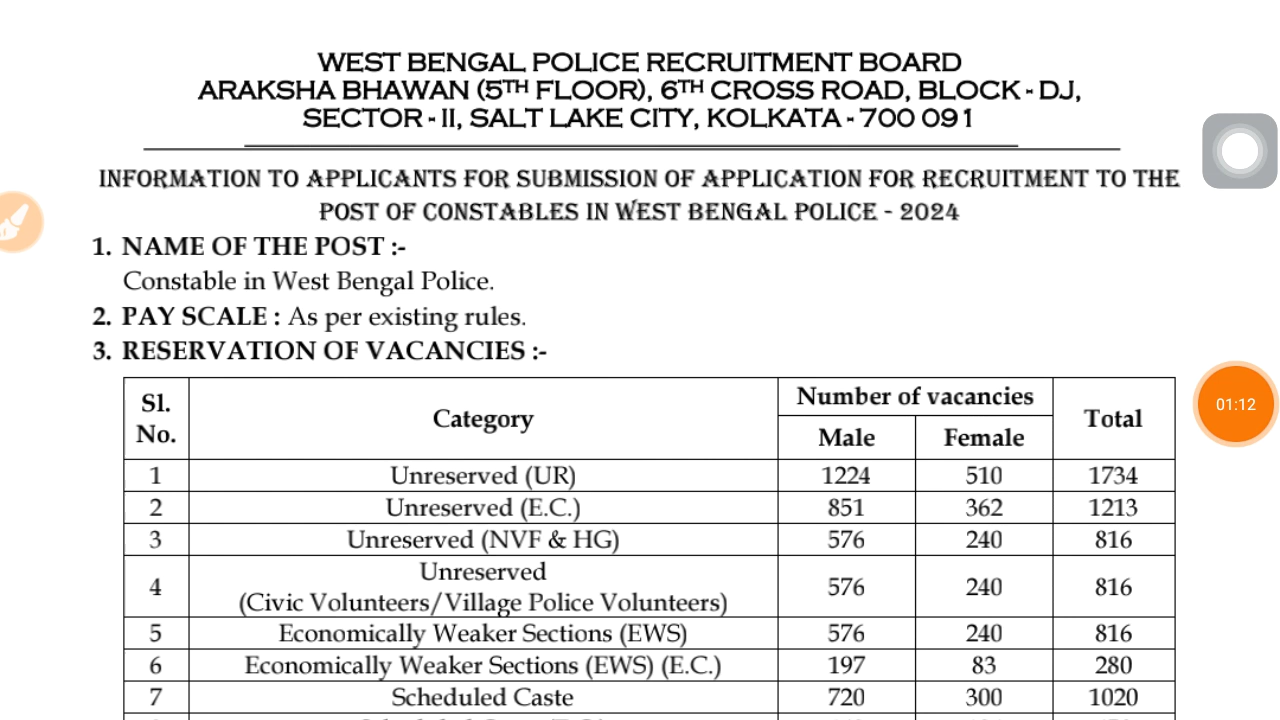 WEST BENGAL POLICE RECRUITMENT BOARD
ARAKSHA BHAWAN (5TH FLOOR), 6TH CROSS ROAD, BLOCK - DJ,
SECTOR - II, SALT LAKE CITY, KOLKATA - 700 091
INFORMATION TO APPLICANTS FOR SUBMISSION OF APPLICATION FOR RECRUITMENT TO THE
POST OF CONSTABLES IN WEST BENGAL POLICE - 2024
1. NAME OF THE POST :-
Constable in West Bengal Police.
2. PAY SCALE : As per existing rules.
3. RESERVATION OF VACANCIES :-
Sl. No. Category Number of vacancies Total
Male Female
1 Unreserved (UR) 1224 510 1734
2 Unreserved (E.C.) 851 362 1213
3 Unreserved (NVF & HG) 576 240 816
4 Unreserved
(Civic Volunteers/Village Police Volunteers) 576 240 816
5 Economically Weaker Sections (EWS) 576 240 816
6 Economically Weaker Sections (EWS) (E.C.) 197 83 280
7 Scheduled Caste 720 300 1020
01:12